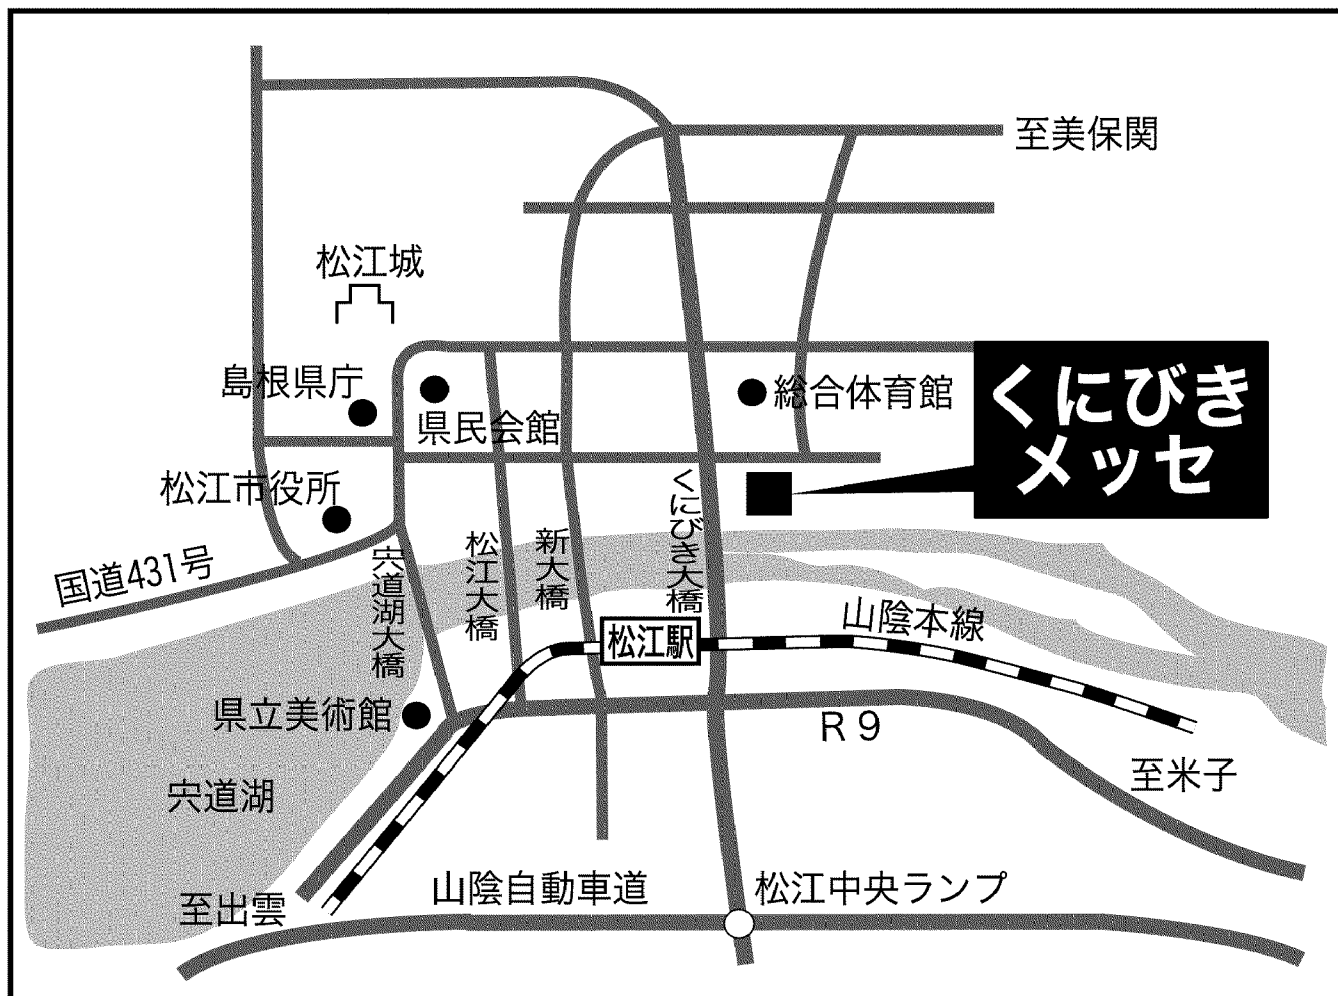 至美保関
松江城
島根県庁
県民会館
総合体育館
くにびき
メッセ
松江市役所
国道431号
宍道湖大橋
松江大橋
新大橋
くにびき大橋
松江駅
山陰本線
県立美術館
R9
宍道湖
至米子
至出雲
山陰自動車道
松江中央ランプ